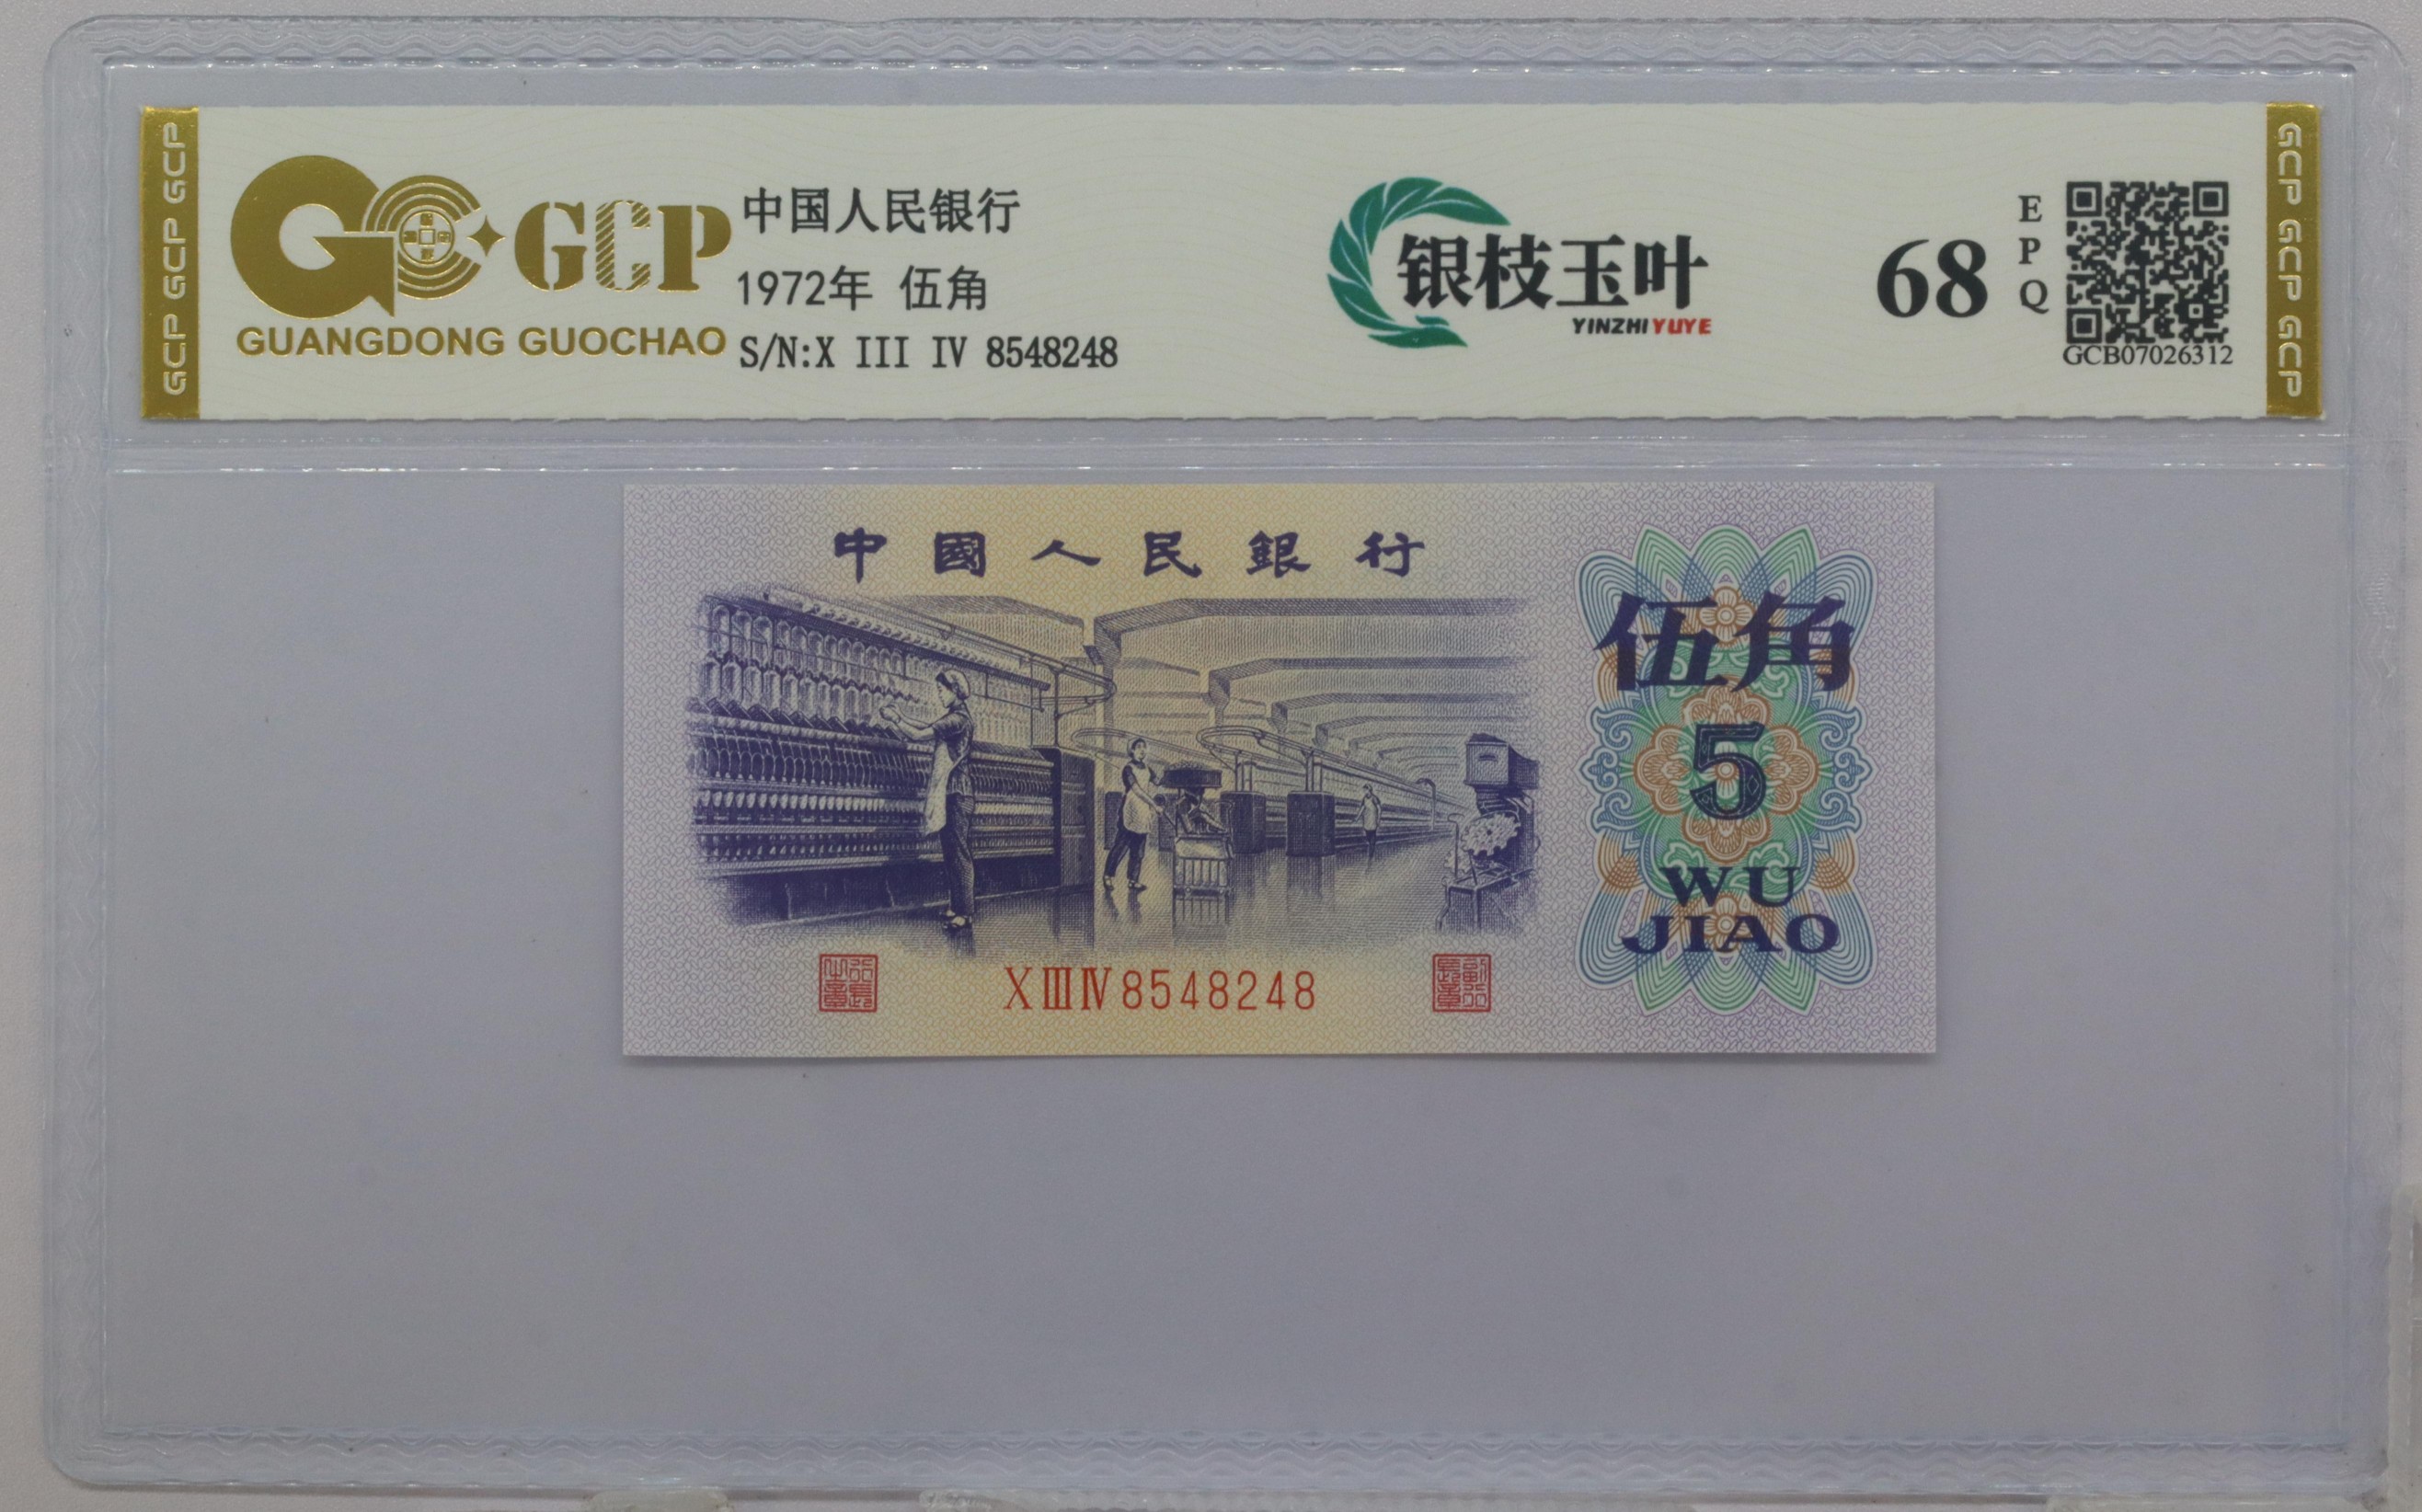 GCP GCP GCP
GCP
GUANGDONG GUOCHAO
中国人民银行
1972年 伍角
S/N:X III IV 8548248
银枝玉叶
YINZHIYUYE
68
EPQ
GCB07026312
GCP GCP GCP
中國人民銀行
伍角
5
WU
JIAO
XⅢⅣ8548248